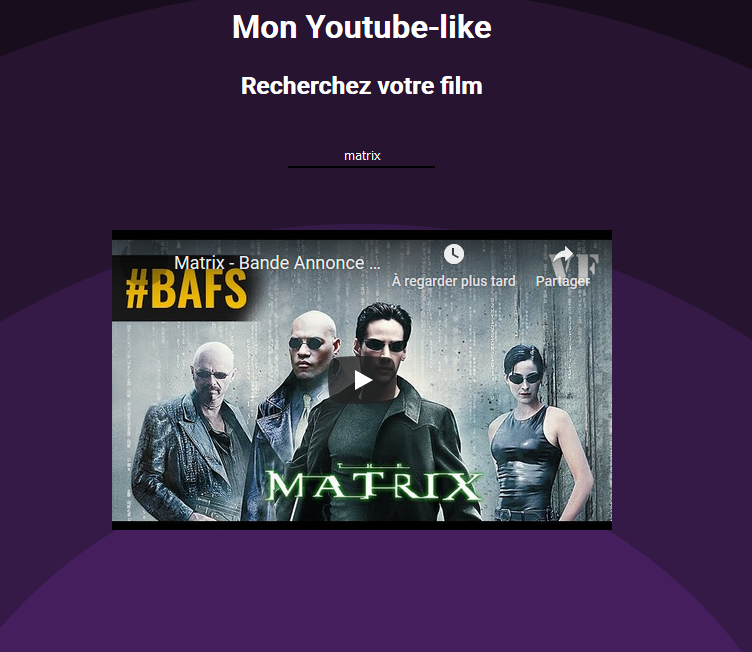 Mon Youtube-like
Recherchez votre film
matrix
Matrix - Bande Annonce ...
#BAFS
À regarder plus tard
Partager
VF
THE
MATRIX